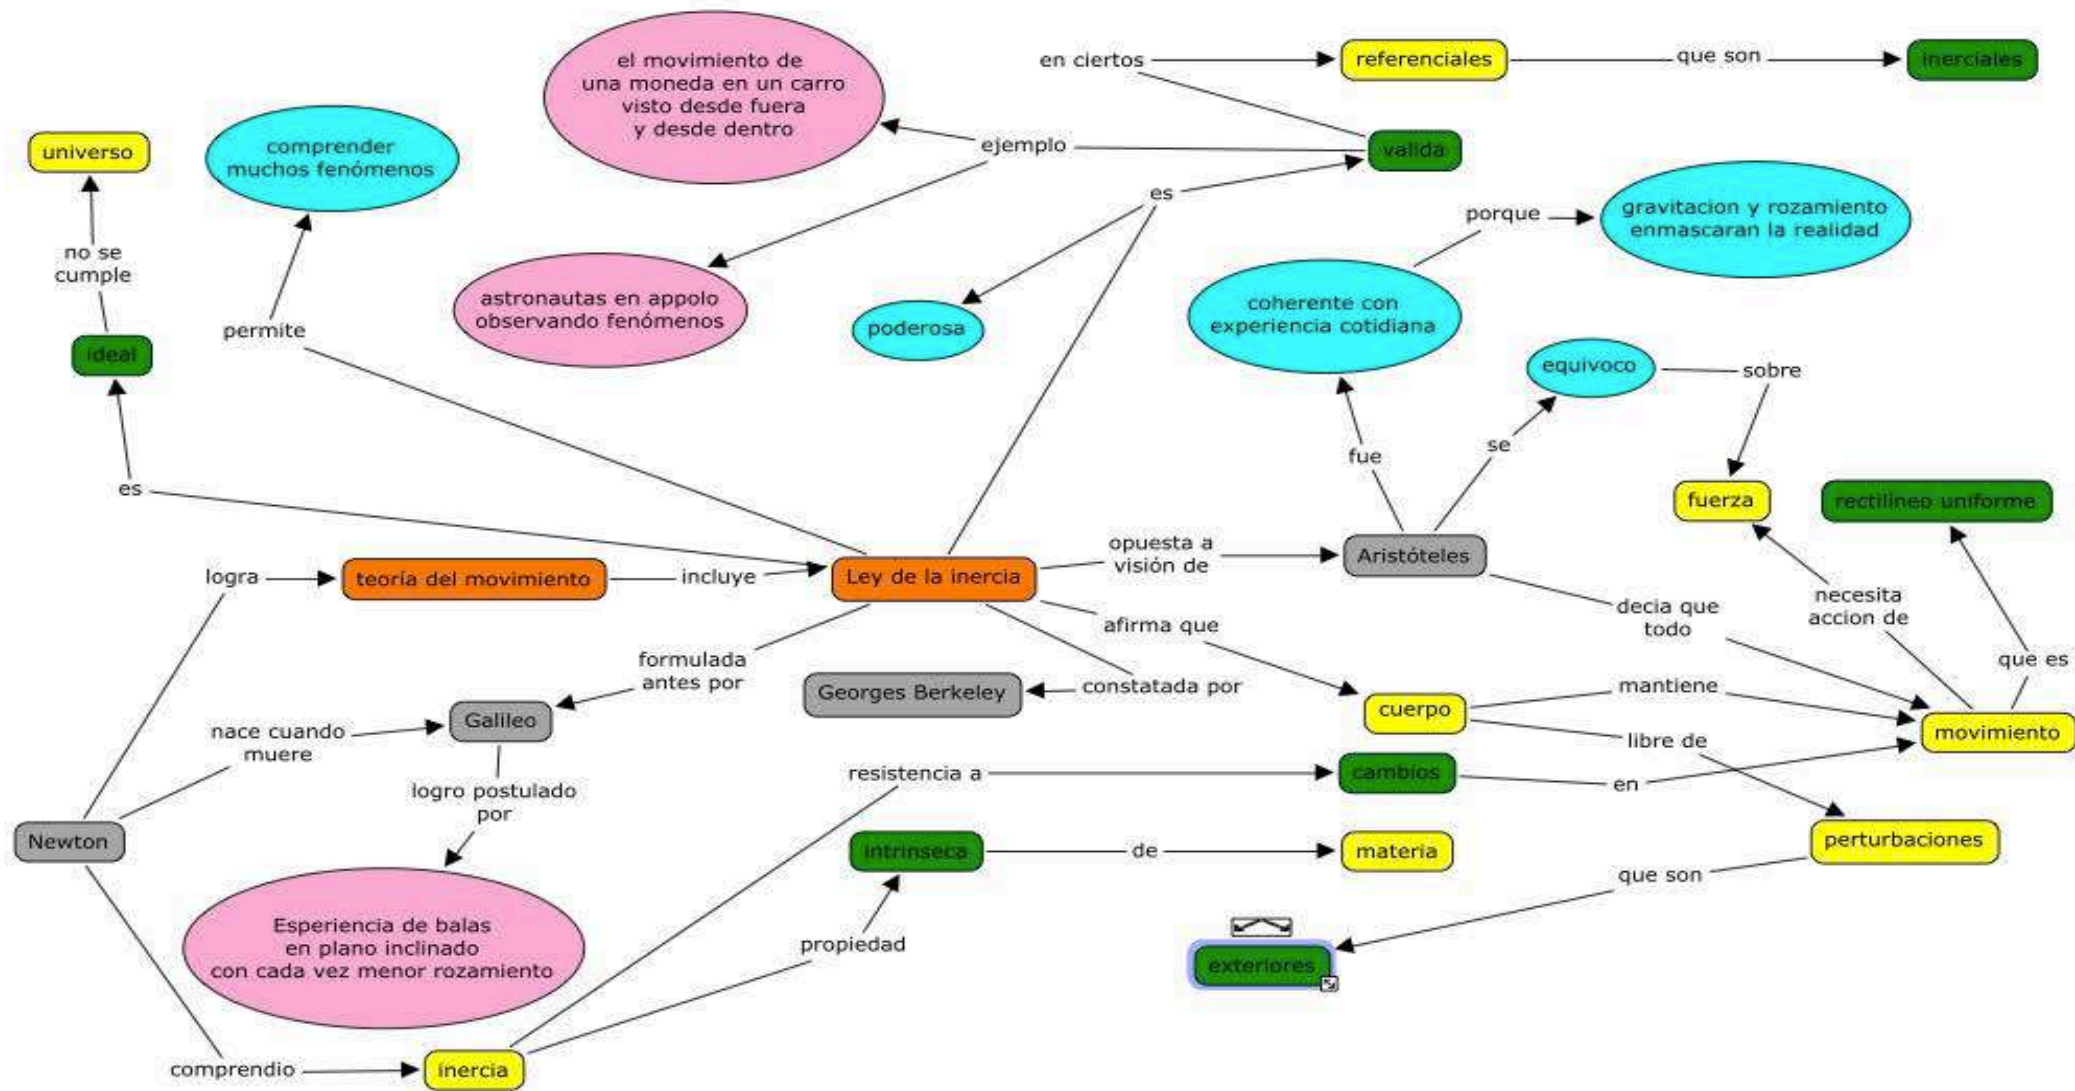 el movimiento de
una moneda en un carro
visto desde fuera
y desde dentro
en ciertos
referenciales
que son
inerciales
universo
comprender
muchos fenómenos
ejemplo
valida
es
porque
gravitacion y rozamiento
enmascaran la realidad
no se
cumple
astronautas en appolo
observando fenómenos
poderosa
coherente con
experiencia cotidiana
permite
ideal
equivoco
sobre
fue
se
es
fuerza
rectilineo uniforme
logra
teoría del movimiento
incluye
Ley de la inercia
opuesta a
visión de
Aristóteles
necesita
accion de
decia que
todo
afirma que
que es
formulada
antes por
Georges Berkeley
constatada por
mantiene
cuerpo
Galileo
nace cuando
muere
libre de
movimiento
resistencia a
cambios
en
logro postulado
por
Newton
intrinseca
de
materia
perturbaciones
que son
Esperiencia de balas
en plano inclinado
con cada vez menor rozamiento
propiedad
exteriores
comprendio
inercia